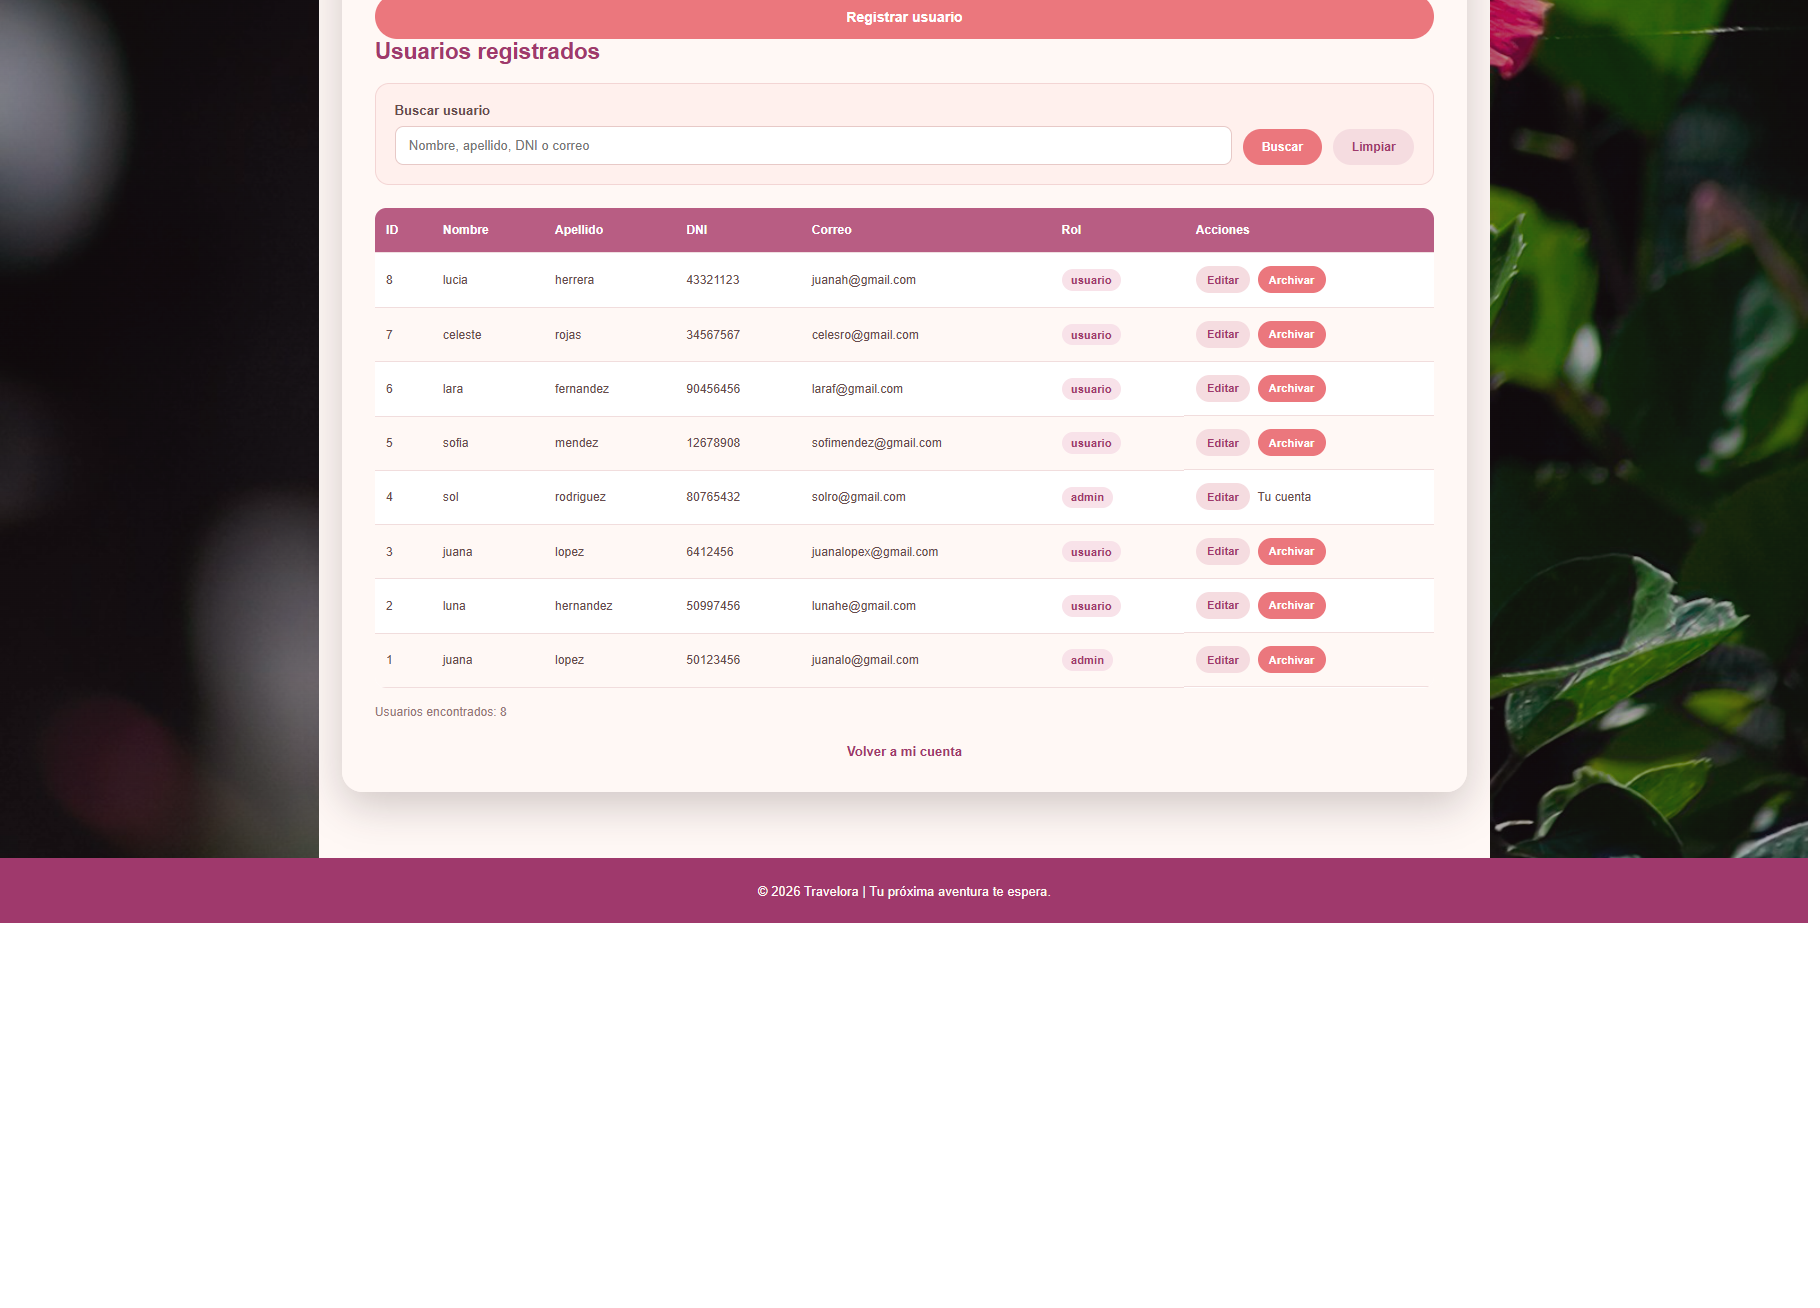 Registrar usuario
Usuarios registrados
Buscar usuario
Nombre, apellido, DNI o correo Buscar Limpiar
ID Nombre Apellido DNI Correo Rol Acciones
8 lucia herrera 43321123 juanah@gmail.com usuario Editar Archivar
7 celeste rojas 34567567 celesro@gmail.com usuario Editar Archivar
6 lara fernandez 90456456 laraf@gmail.com usuario Editar Archivar
5 sofia mendez 12678908 sofimendez@gmail.com usuario Editar Archivar
4 sol rodriguez 80765432 solro@gmail.com admin Editar Tu cuenta
3 juana lopez 6412456 juanalopex@gmail.com usuario Editar Archivar
2 luna hernandez 50997456 lunahe@gmail.com usuario Editar Archivar
1 juana lopez 50123456 juanalo@gmail.com admin Editar Archivar
Usuarios encontrados: 8
Volver a mi cuenta
© 2026 Travelora | Tu próxima aventura te espera.